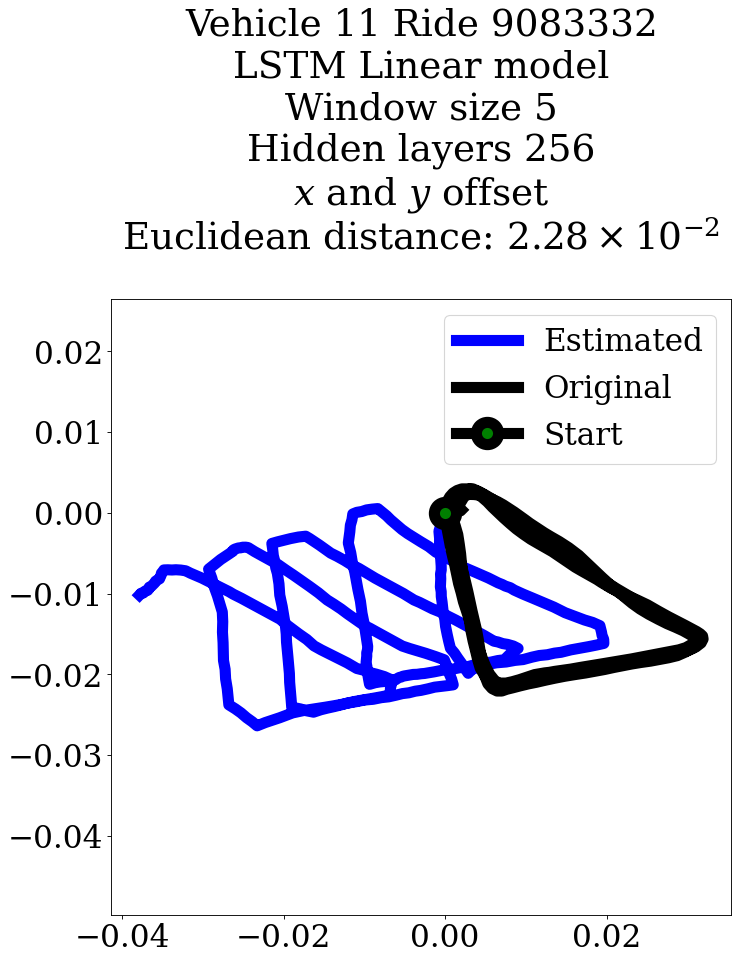 Vehicle 11 Ride 9083332
LSTM Linear model
Window size 5
Hidden layers 256
x and y offset
Euclidean distance: 2.28 × 10⁻²
Estimated
Original
Start
0.02
0.01
0.00
−0.01
−0.02
−0.03
−0.04
−0.04 −0.02 0.00 0.02